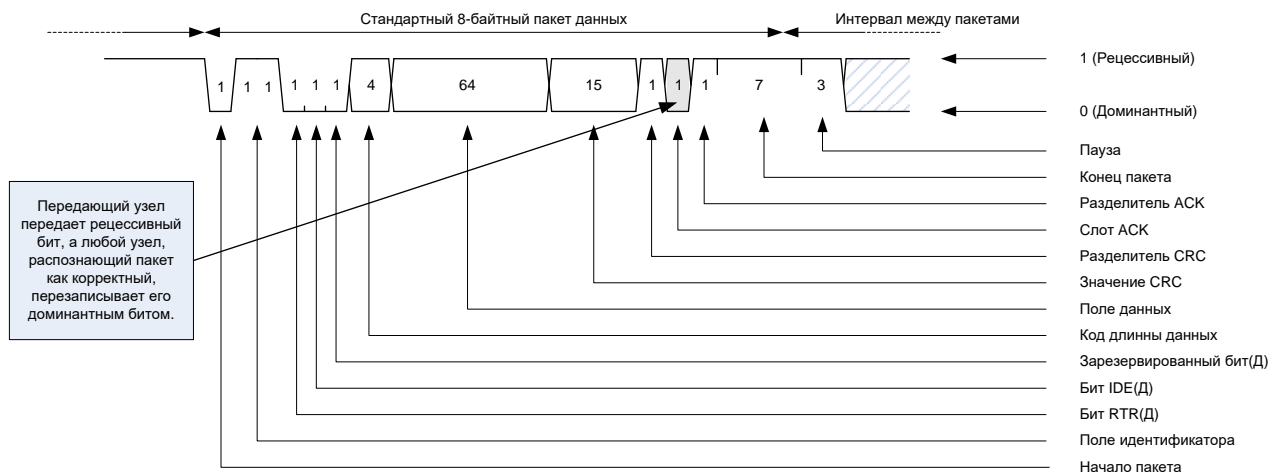 Стандартный 8-байтный пакет данных
Интервал между пакетами
1 1 1 1 1 1 4 64 15 1 1 1 7 3
1 (Рецессивный)
0 (Доминантный)
Пауза
Конец пакета
Разделитель ACK
Слот ACK
Разделитель CRC
Значение CRC
Поле данных
Код длинны данных
Зарезервированный бит(Д)
Бит IDE(Д)
Бит RTR(Д)
Поле идентификатора
Начало пакета
Передающий узел
передает рецессивный
бит, а любой узел,
распознающий пакет
как корректный,
перезаписывает его
доминантным битом.